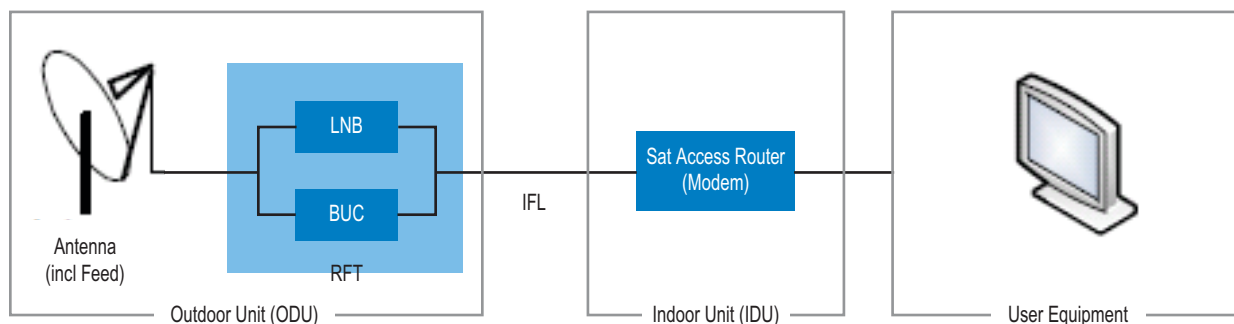 LNB
BUC
RFT
Antenna
(incl Feed)
Outdoor Unit (ODU)
IFL
Sat Access Router
(Modem)
Indoor Unit (IDU)
User Equipment